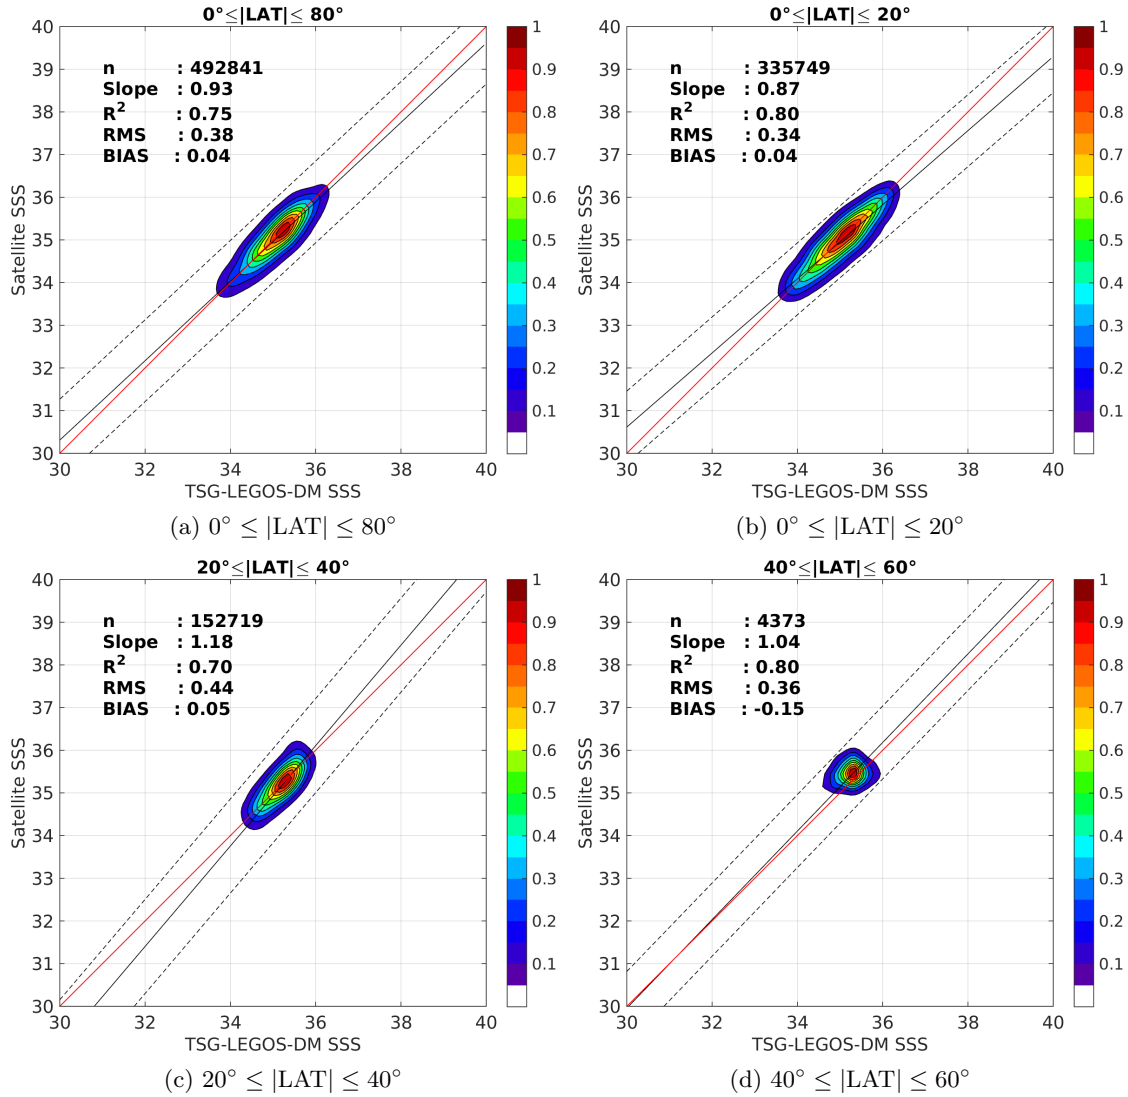 0°≤|LAT|≤ 80°
n : 492841
Slope : 0.93
R² : 0.75
RMS : 0.38
BIAS : 0.04
Satellite SSS
40
39
38
37
36
35
34
33
32
31
30
30 32 34 36 38 40
TSG-LEGOS-DM SSS
1
0.9
0.8
0.7
0.6
0.5
0.4
0.3
0.2
0.1
(a) 0° ≤ |LAT| ≤ 80°
0°≤|LAT|≤ 20°
n : 335749
Slope : 0.87
R² : 0.80
RMS : 0.34
BIAS : 0.04
Satellite SSS
40
39
38
37
36
35
34
33
32
31
30
30 32 34 36 38 40
TSG-LEGOS-DM SSS
1
0.9
0.8
0.7
0.6
0.5
0.4
0.3
0.2
0.1
(b) 0° ≤ |LAT| ≤ 20°
20°≤|LAT|≤ 40°
n : 152719
Slope : 1.18
R² : 0.70
RMS : 0.44
BIAS : 0.05
Satellite SSS
40
39
38
37
36
35
34
33
32
31
30
30 32 34 36 38 40
TSG-LEGOS-DM SSS
1
0.9
0.8
0.7
0.6
0.5
0.4
0.3
0.2
0.1
(c) 20° ≤ |LAT| ≤ 40°
40°≤|LAT|≤ 60°
n : 4373
Slope : 1.04
R² : 0.80
RMS : 0.36
BIAS : -0.15
Satellite SSS
40
39
38
37
36
35
34
33
32
31
30
30 32 34 36 38 40
TSG-LEGOS-DM SSS
1
0.9
0.8
0.7
0.6
0.5
0.4
0.3
0.2
0.1
(d) 40° ≤ |LAT| ≤ 60°